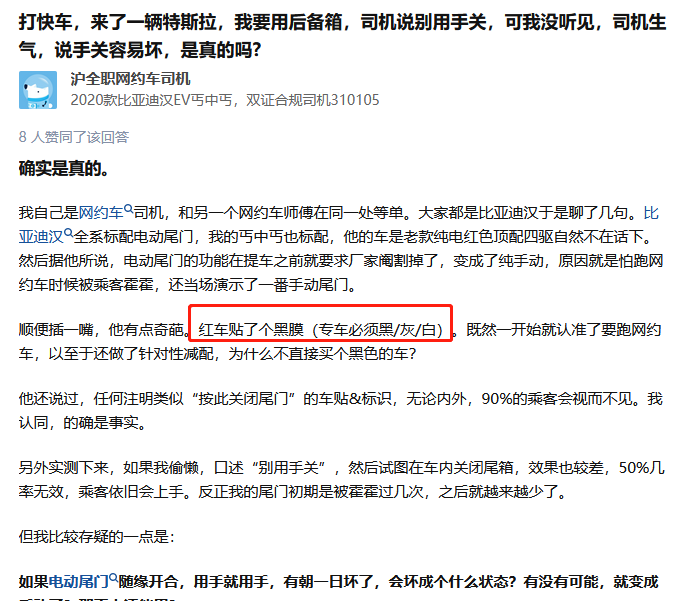 打快车，来了一辆特斯拉，我要用后备箱，司机说别用手关，可我没听见，司机生
气，说手关容易坏，是真的吗?
沪全职网约车司机
2020款比亚迪汉EV丐中丐，双证合规司机310105
8 人赞同了该回答
确实是真的。
我自己是网约车司机，和另一个网约车师傅在同一处等单。大家都是比亚迪汉于是聊了几句。比
亚迪汉全系标配电动尾门，我的丐中丐也标配，他的车是老款纯电红色顶配四驱自然不在话下。
然后据他所说，电动尾门的功能在提车之前就要求厂家阉割掉了，变成了纯手动，原因就是怕跑网
约车时候被乘客霍霍，还当场演示了一番手动尾门。
顺便插一嘴，他有点奇葩。红车贴了个黑膜（专车必须黑/灰/白）。既然一开始就认准了要跑网约
车，以至于还做了针对性减配，为什么不直接买个黑色的车?
他还说过，任何注明类似“按此关闭尾门”的车贴&标识，无论内外，90%的乘客会视而不见。我
认同，的确是事实。
另外实测下来，如果我偷懒，口述“别用手关”，然后试图在车内关闭尾箱，效果也较差，50%几
率无效，乘客依旧会上手。反正我的尾门初期是被霍霍过几次，之后就越来越少了。
但我比较存疑的一点是：
如果电动尾门随缘开合，用手就用手，有朝一日坏了，会坏成个什么状态？有没有可能，就变成